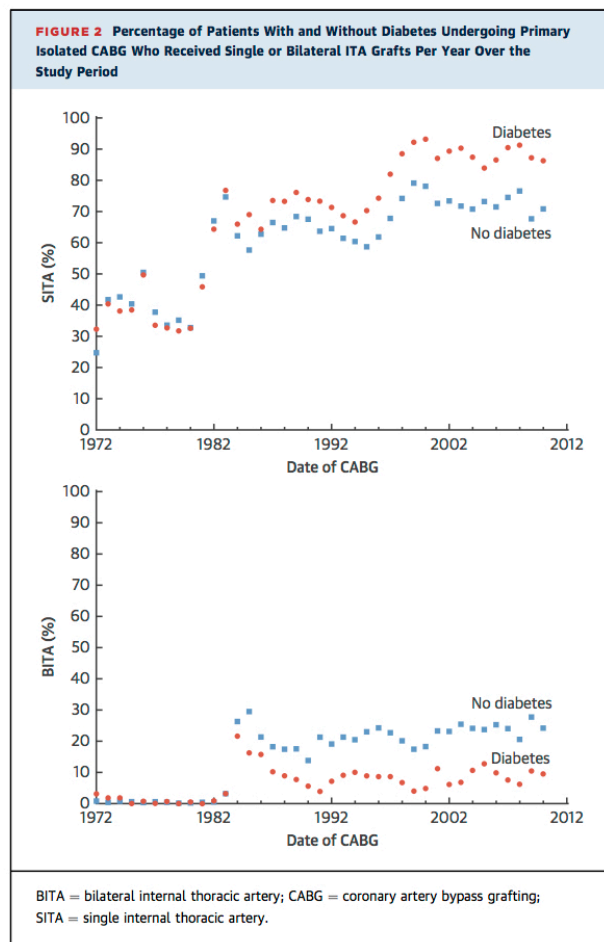 FIGURE 2 Percentage of Patients With and Without Diabetes Undergoing Primary
Isolated CABG Who Received Single or Bilateral ITA Grafts Per Year Over the
Study Period
100
90
80
70
60
50
40
30
20
10
0
SITA (%)
Diabetes
No diabetes
1972
1982
1992
2002
2012
Date of CABG
100
90
80
70
60
50
40
30
20
10
0
BITA (%)
No diabetes
Diabetes
1972
1982
1992
2002
2012
Date of CABG
BITA = bilateral internal thoracic artery; CABG = coronary artery bypass grafting;
SITA = single internal thoracic artery.